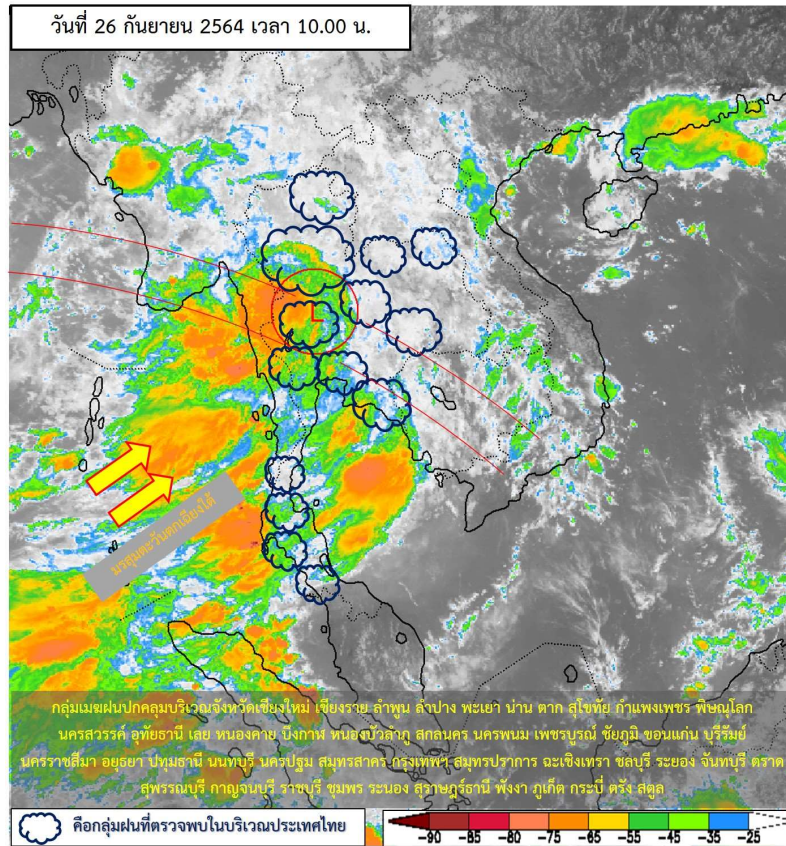 วันที่ 26 กันยายน 2564 เวลา 10.00 น.
L
มรสุมตะวันตกเฉียงใต้
กลุ่มเมฆฝนปกคลุมบริเวณจังหวัดเชียงใหม่ เชียงราย ลำพูน ลำปาง พะเยา น่าน ตาก สุโขทัย กำแพงเพชร พิษณุโลก
นครสวรรค์ อุทัยธานี เลย หนองคาย บึงกาฬ หนองบัวลำภู สกลนคร นครพนม เพชรบูรณ์ ชัยภูมิ ขอนแก่น บุรีรัมย์
นครราชสีมา อยุธยา ปทุมธานี นนทบุรี นครปฐม สมุทรสาคร กรุงเทพฯ สมุทรปราการ ฉะเชิงเทรา ชลบุรี ระยอง จันทบุรี ตราด
สุพรรณบุรี กาญจนบุรี ราชบุรี ชุมพร ระนอง สุราษฎร์ธานี พังงา ภูเก็ต กระบี่ ตรัง สตูล
คือกลุ่มฝนที่ตรวจพบในบริเวณประเทศไทย
-90 -85 -80 -75 -65 -55 -45 -35 -25